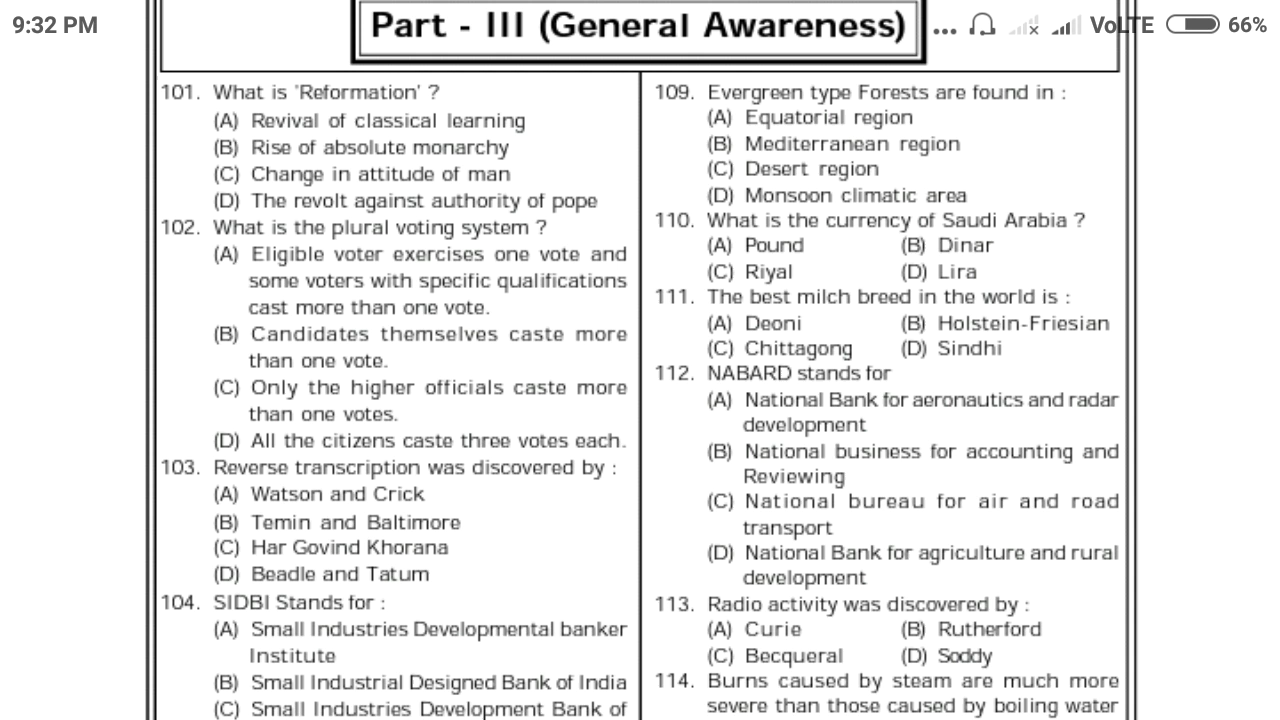 9:32 PM
Part - III (General Awareness)
... VoLTE 66%
101. What is 'Reformation' ?
(A) Revival of classical learning
(B) Rise of absolute monarchy
(C) Change in attitude of man
(D) The revolt against authority of pope
102. What is the plural voting system ?
(A) Eligible voter exercises one vote and
some voters with specific qualifications
cast more than one vote.
(B) Candidates themselves caste more
than one vote.
(C) Only the higher officials caste more
than one votes.
(D) All the citizens caste three votes each.
103. Reverse transcription was discovered by :
(A) Watson and Crick
(B) Temin and Baltimore
(C) Har Govind Khorana
(D) Beadle and Tatum
104. SIDBI Stands for :
(A) Small Industries Developmental banker
Institute
(B) Small Industrial Designed Bank of India
(C) Small Industries Development Bank of
109. Evergreen type Forests are found in :
(A) Equatorial region
(B) Mediterranean region
(C) Desert region
(D) Monsoon climatic area
110. What is the currency of Saudi Arabia ?
(A) Pound (B) Dinar
(C) Riyal (D) Lira
111. The best milch breed in the world is :
(A) Deoni (B) Holstein-Friesian
(C) Chittagong (D) Sindhi
112. NABARD stands for
(A) National Bank for aeronautics and radar
development
(B) National business for accounting and
Reviewing
(C) National bureau for air and road
transport
(D) National Bank for agriculture and rural
development
113. Radio activity was discovered by :
(A) Curie (B) Rutherford
(C) Becqueral (D) Soddy
114. Burns caused by steam are much more
severe than those caused by boiling water